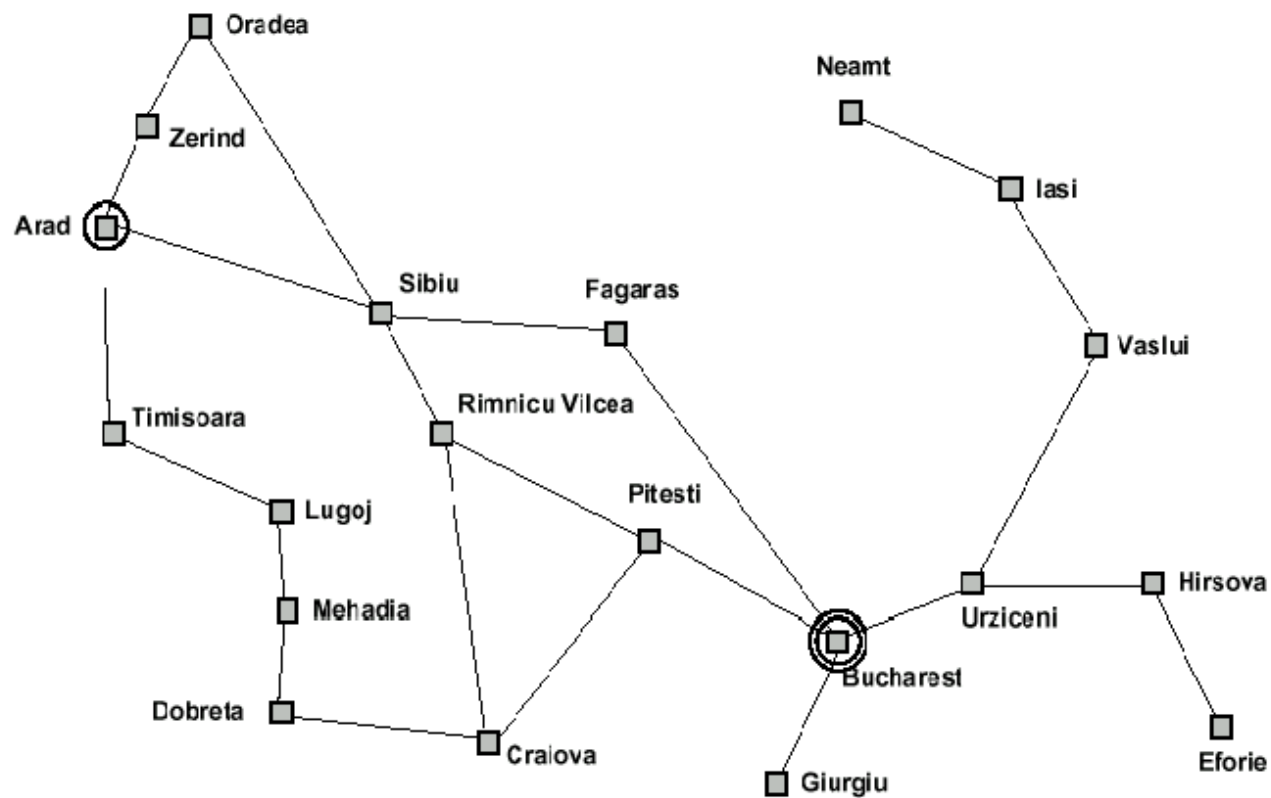 Oradea
Neamt
Zerind
Iasi
Arad
Sibiu
Fagaras
Vaslui
Rimnicu Vilcea
Timisoara
Pitesti
Lugoj
Hirsova
Mehadia
Urziceni
Bucharest
Dobreta
Craiova
Eforie
Giurgiu